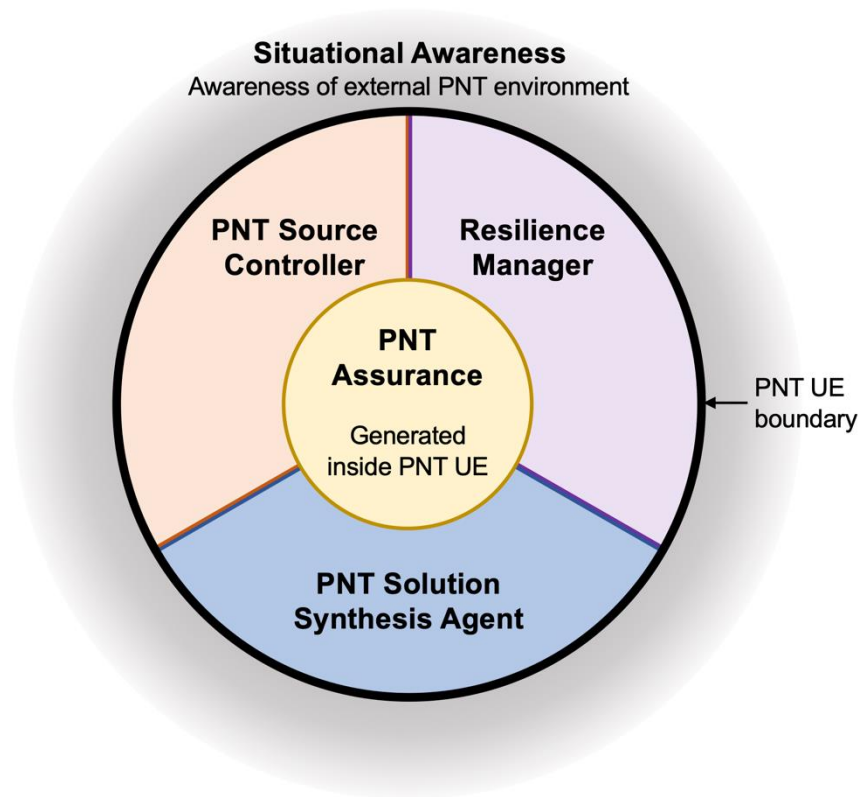 Situational Awareness
Awareness of external PNT environment
PNT Source
Controller
Resilience
Manager
PNT
Assurance
Generated
inside PNT UE
PNT UE
boundary
PNT Solution
Synthesis Agent